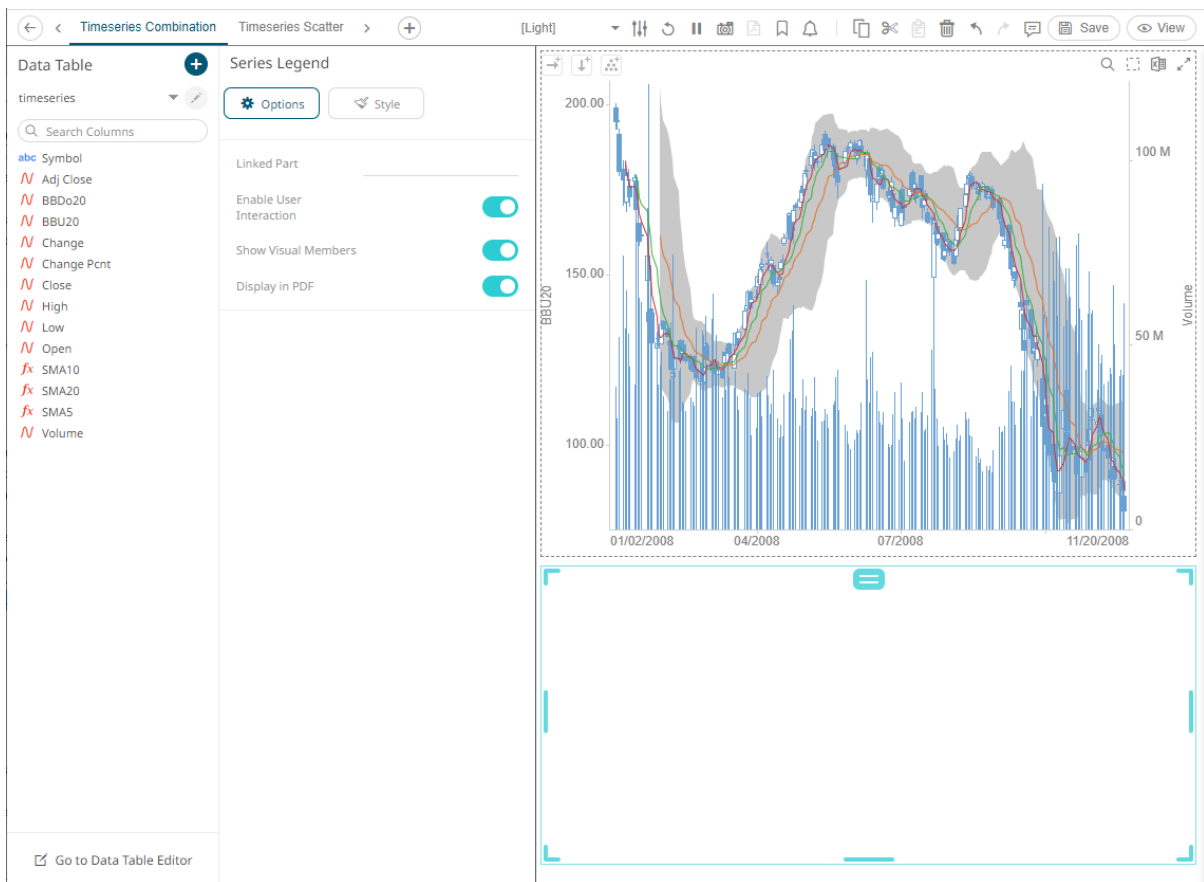 Timeseries Combination
Timeseries Scatter
[Light]
Save
View
Data Table
timeseries
Search Columns
abc Symbol
Adj Close
BBDo20
BBU20
Change
Change Pcnt
Close
High
Low
Open
fx SMA10
fx SMA20
fx SMA5
Volume
Go to Data Table Editor
Series Legend
Options
Style
Linked Part
Enable User
Interaction
Show Visual Members
Display in PDF
200.00
150.00
100.00
BBU20
100 M
50 M
0
Volume
01/02/2008
04/2008
07/2008
11/20/2008